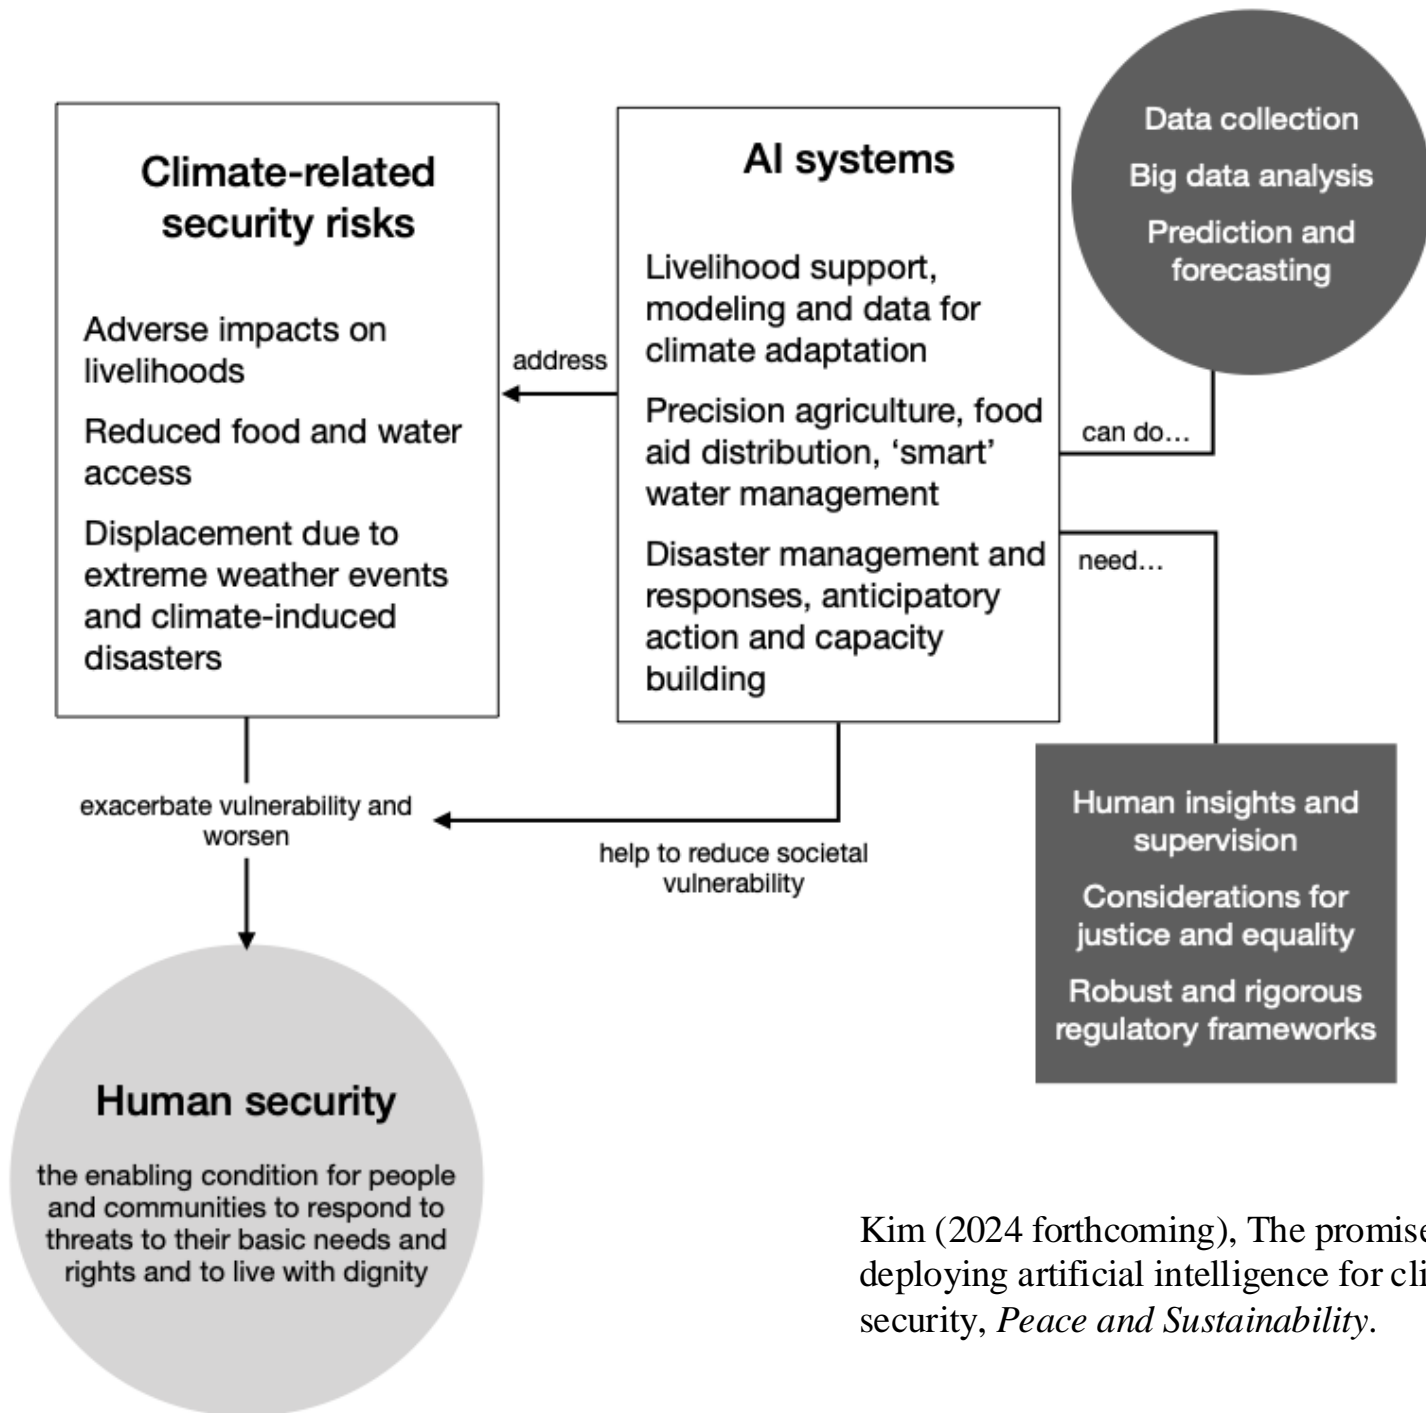 Climate-related
security risks
Adverse impacts on
livelihoods
Reduced food and water
access
Displacement due to
extreme weather events
and climate-induced
disasters
address
AI systems
Livelihood support,
modeling and data for
climate adaptation
Precision agriculture, food
aid distribution, ‘smart’
water management
Disaster management and
responses, anticipatory
action and capacity
building
Data collection
Big data analysis
Prediction and
forecasting
can do...
need...
Human insights and
supervision
Considerations for
justice and equality
Robust and rigorous
regulatory frameworks
exacerbate vulnerability and
worsen
help to reduce societal
vulnerability
Human security
the enabling condition for people
and communities to respond to
threats to their basic needs and
rights and to live with dignity
Kim (2024 forthcoming), The promise
deploying artificial intelligence for cli
security, Peace and Sustainability.